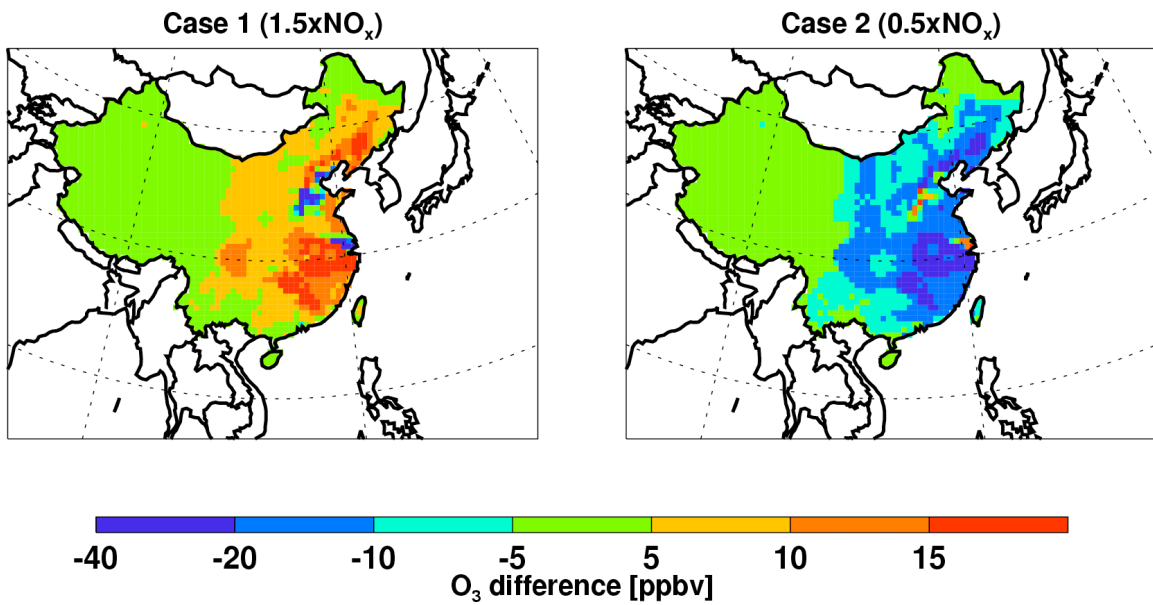 Case 1 (1.5xNOₓ)
Case 2 (0.5xNOₓ)
-40 -20 -10 -5 5 10 15
O₃ difference [ppbv]